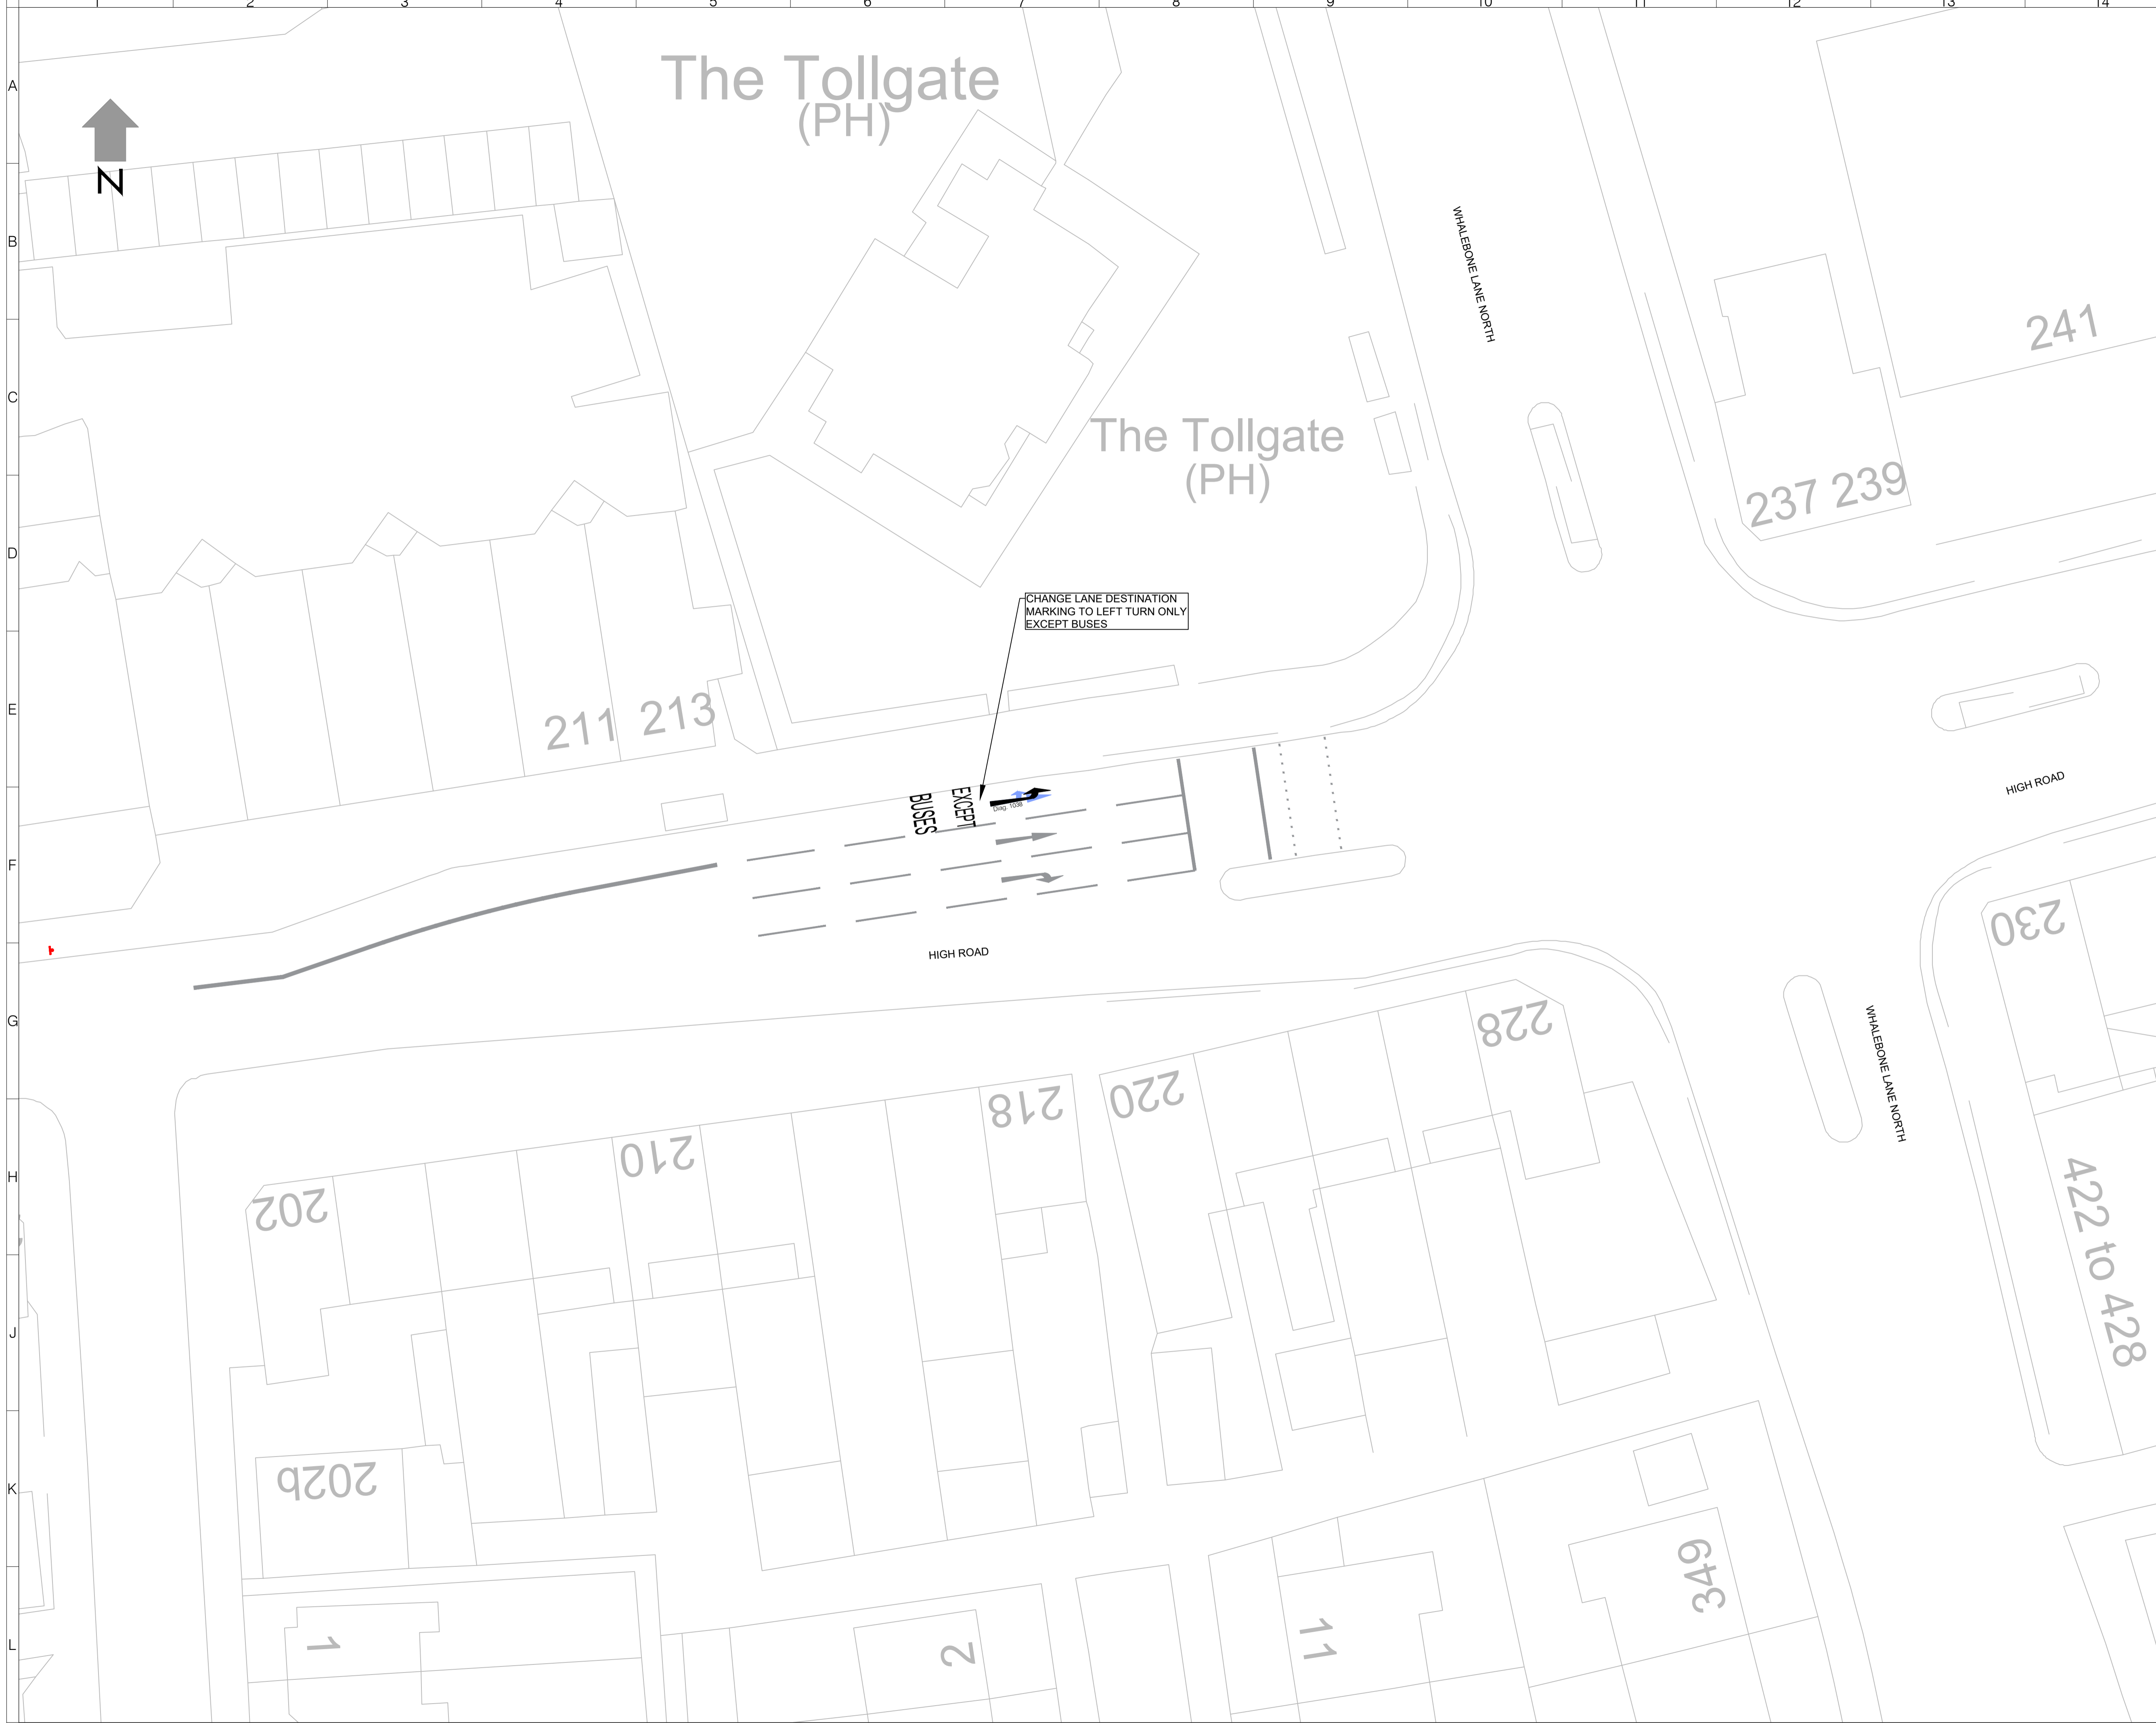 1 2 3 4 5 6 7 8 9 10 11 12 13 14
A
B
C
D
E
F
G
H
J
K
L
N
The Tollgate
(PH)
WHALEBONE LANE NORTH
241
The Tollgate
(PH)
237 239
CHANGE LANE DESTINATION
MARKING TO LEFT TURN ONLY
EXCEPT BUSES
211 213
HIGH ROAD
EXCEPT
BUSES
Diag. 1038
HIGH ROAD
230
228
WHALEBONE LANE NORTH
220
218
210
202
422 to 428
202b
349
1
2
11